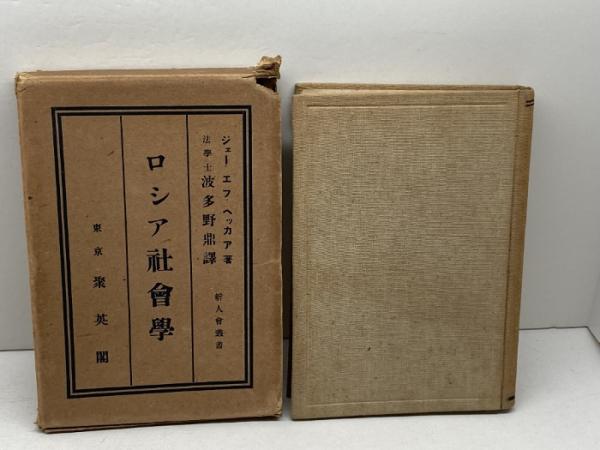 ジェー エフ ヘッカア著
法學士 波多野鼎譯
新人會叢書
ロシア社會學
東京 聚英閣